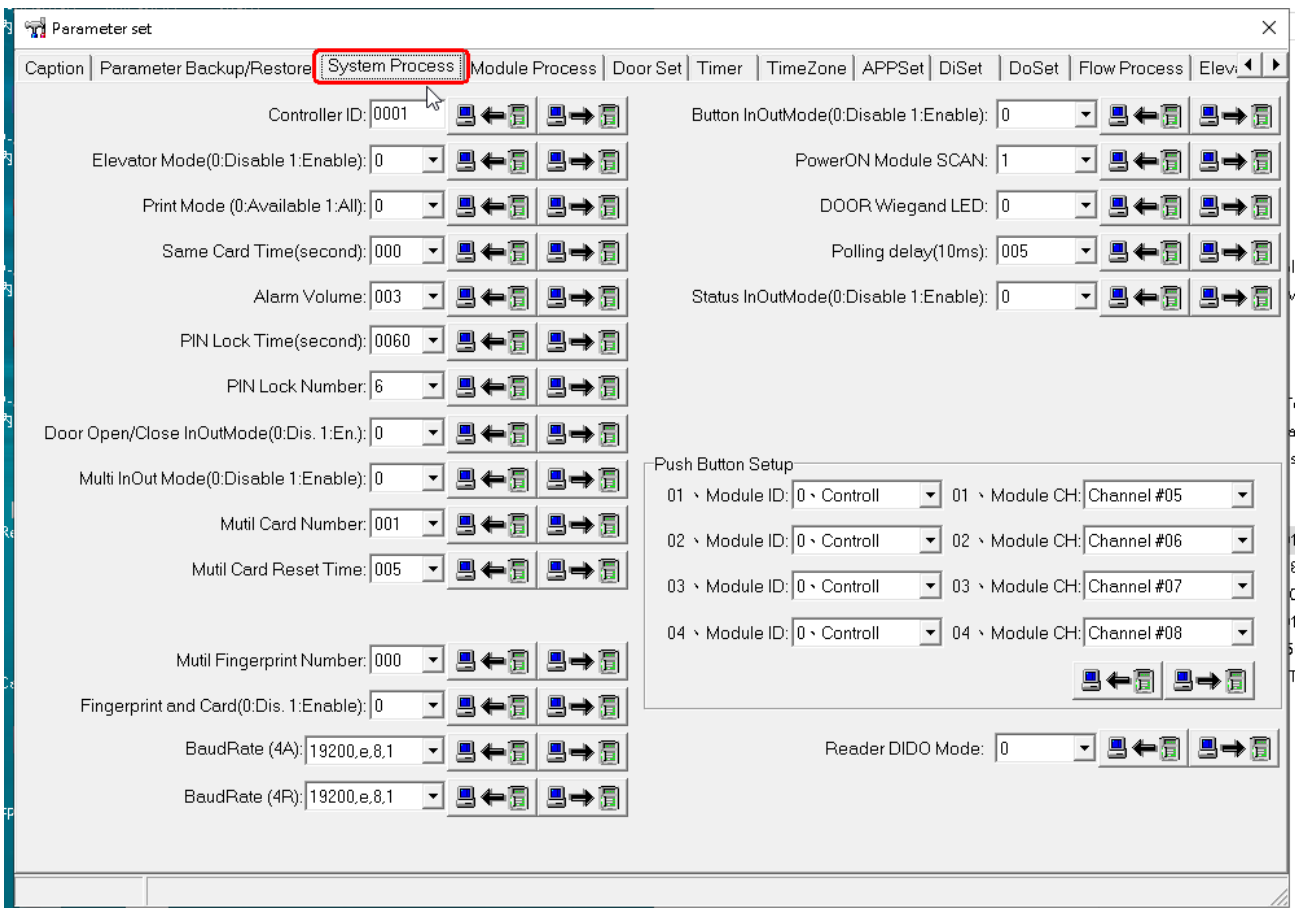 Parameter set
Caption
Parameter Backup/Restore
System Process
Module Process
Door Set
Timer
TimeZone
APPSet
DiSet
DoSet
Flow Process
Controller ID: 0001
Elevator Mode(0:Disable 1:Enable): 0
Print Mode (0:Available 1:All): 0
Same Card Time(second): 000
Alarm Volume: 003
PIN Lock Time(second): 0060
PIN Lock Number: 6
Door Open/Close InOutMode(0:Dis. 1:En.): 0
Multi InOut Mode(0:Disable 1:Enable): 0
Mutil Card Number: 001
Mutil Card Reset Time: 005
Mutil Fingerprint Number: 000
Fingerprint and Card(0:Dis. 1:Enable): 0
BaudRate (4A): 19200,e,8,1
BaudRate (4R): 19200,e,8,1
Button InOutMode(0:Disable 1:Enable): 0
PowerON Module SCAN: 1
DOOR Wiegand LED: 0
Polling delay(10ms): 005
Status InOutMode(0:Disable 1:Enable): 0
Push Button Setup
01、Module ID: 0、Controll 01、Module CH: Channel #05
02、Module ID: 0、Controll 02、Module CH: Channel #06
03、Module ID: 0、Controll 03、Module CH: Channel #07
04、Module ID: 0、Controll 04、Module CH: Channel #08
Reader DIDO Mode: 0